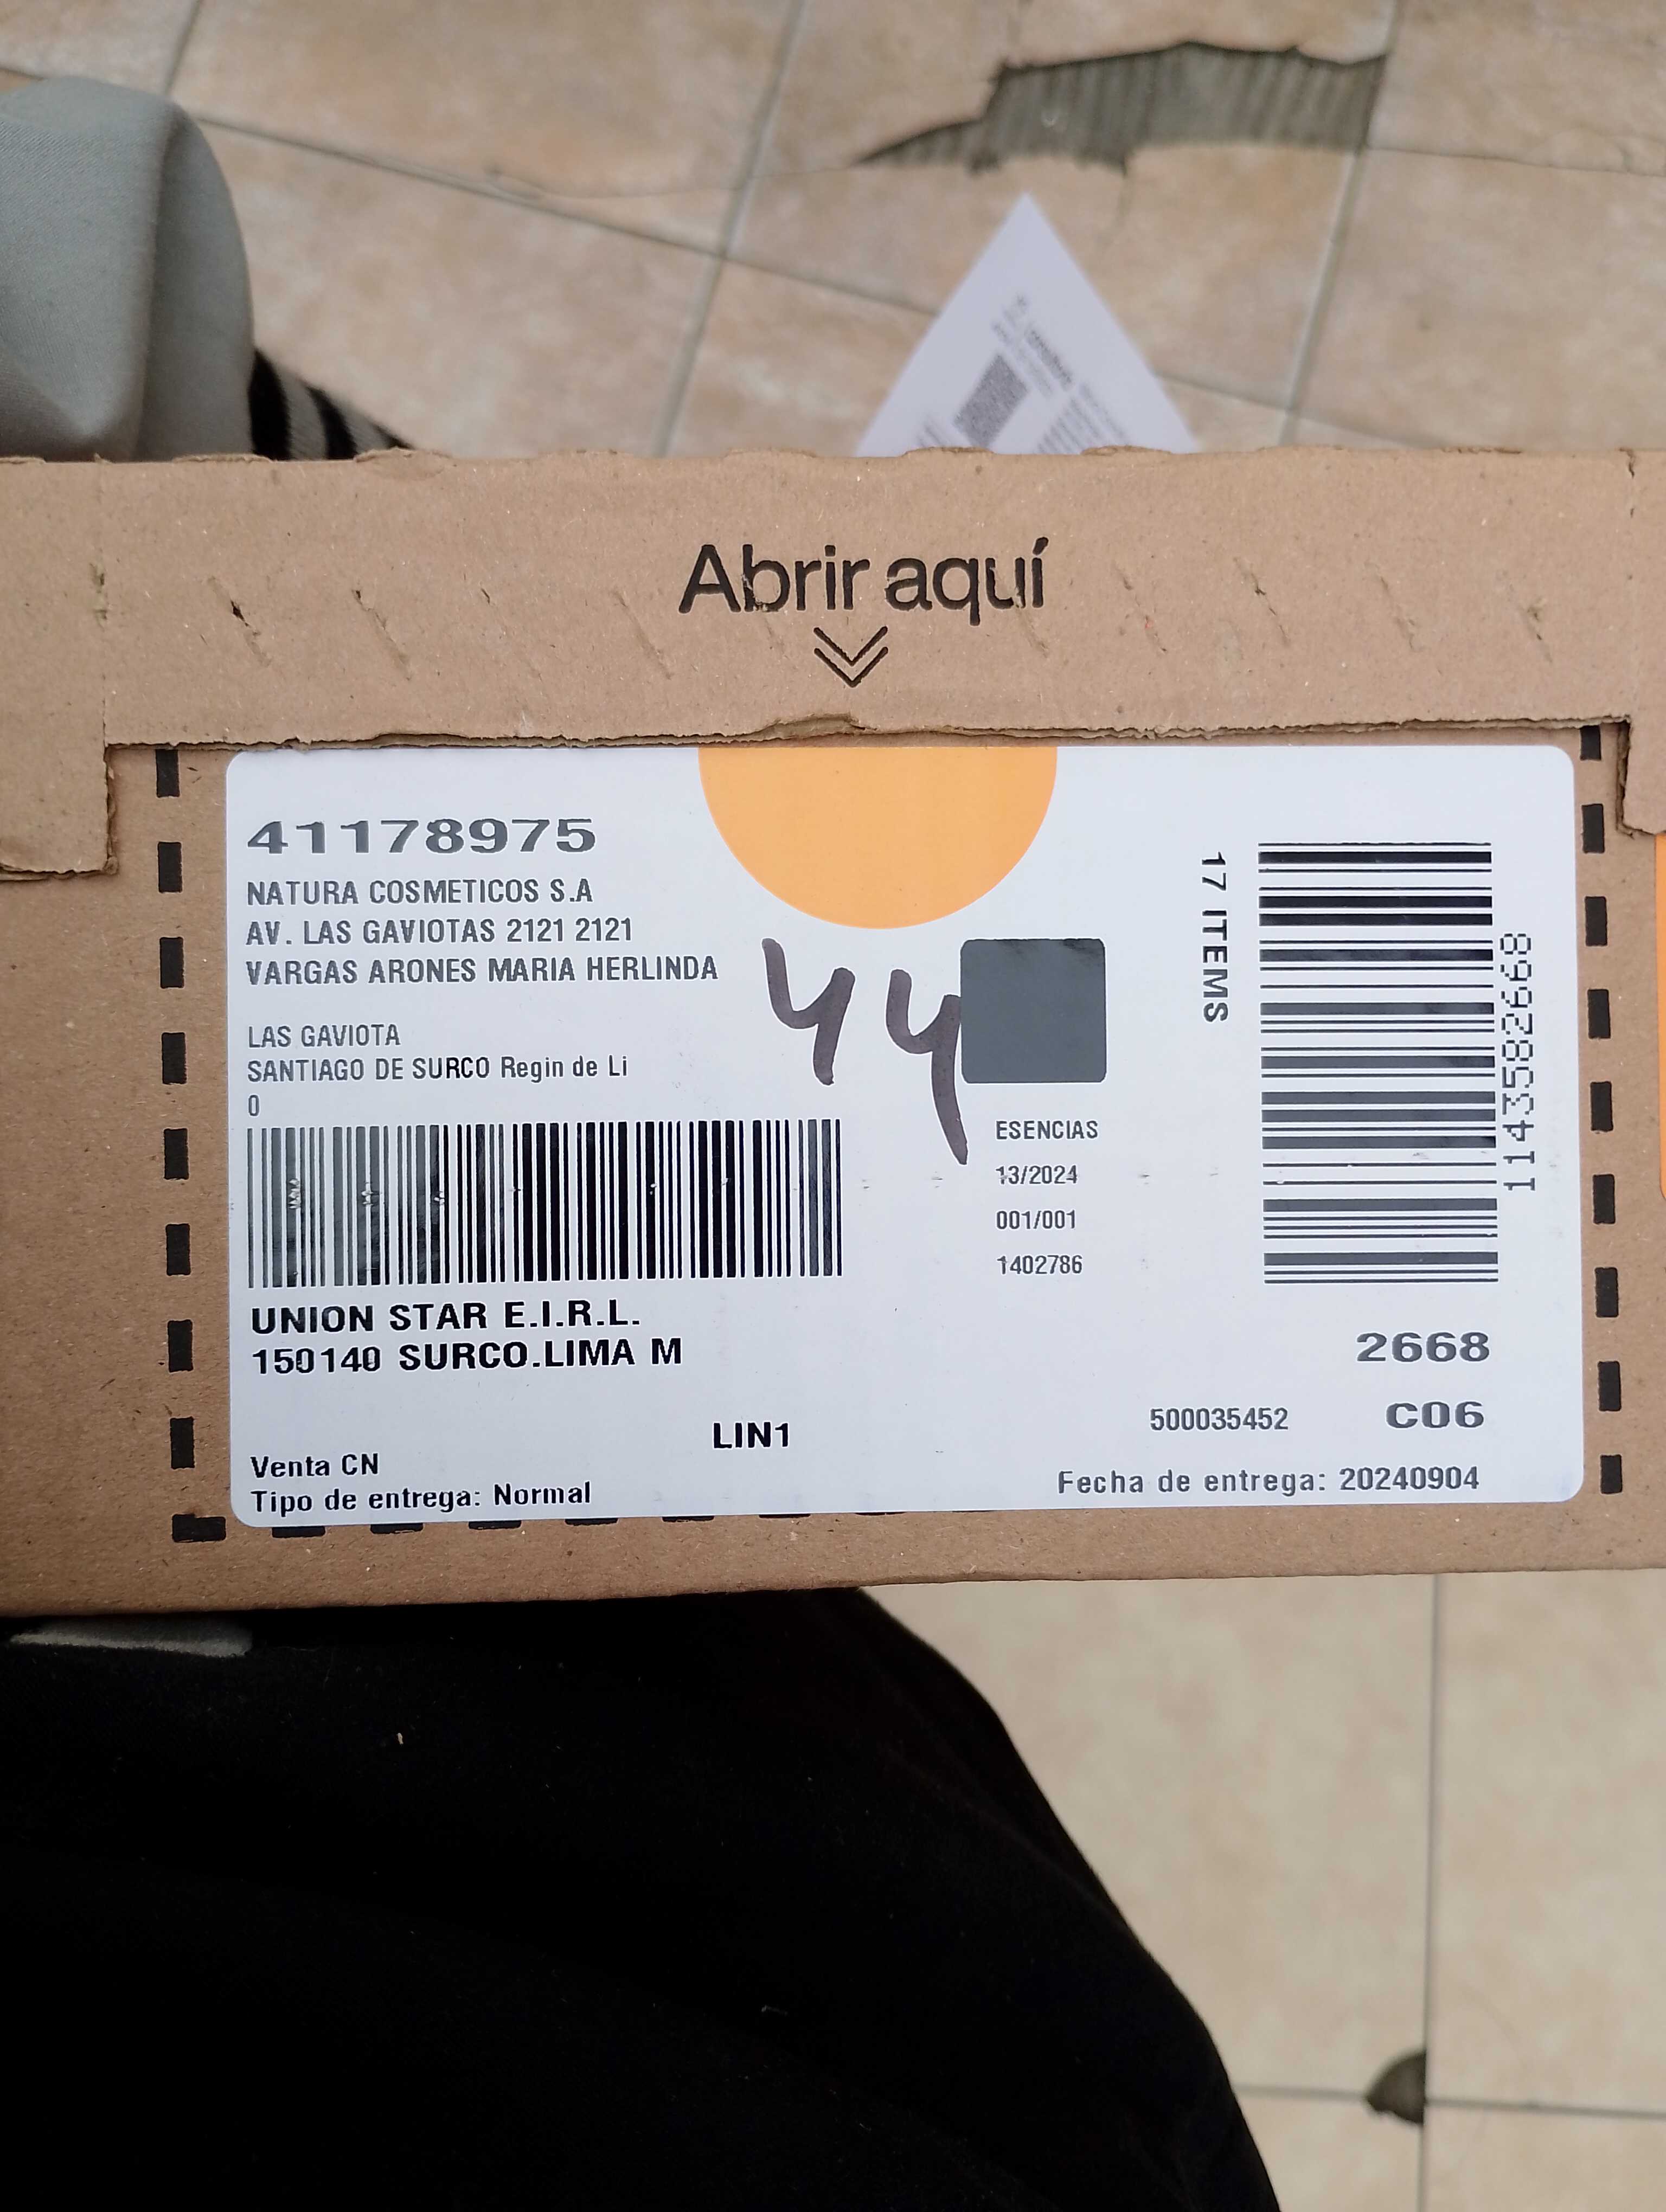 Abrir aquí
41178975
NATURA COSMETICOS S.A
AV. LAS GAVIOTAS 2121 2121
VARGAS ARONES MARIA HERLINDA
LAS GAVIOTA
SANTIAGO DE SURCO Regin de Li
0
44
17 ITEMS
114353582668
ESENCIAS
13/2024
001/001
1402786
UNION STAR E.I.R.L.
150140 SURCO.LIMA M
2668
LIN1
500035452
C06
Venta CN
Tipo de entrega: Normal
Fecha de entrega: 20240904